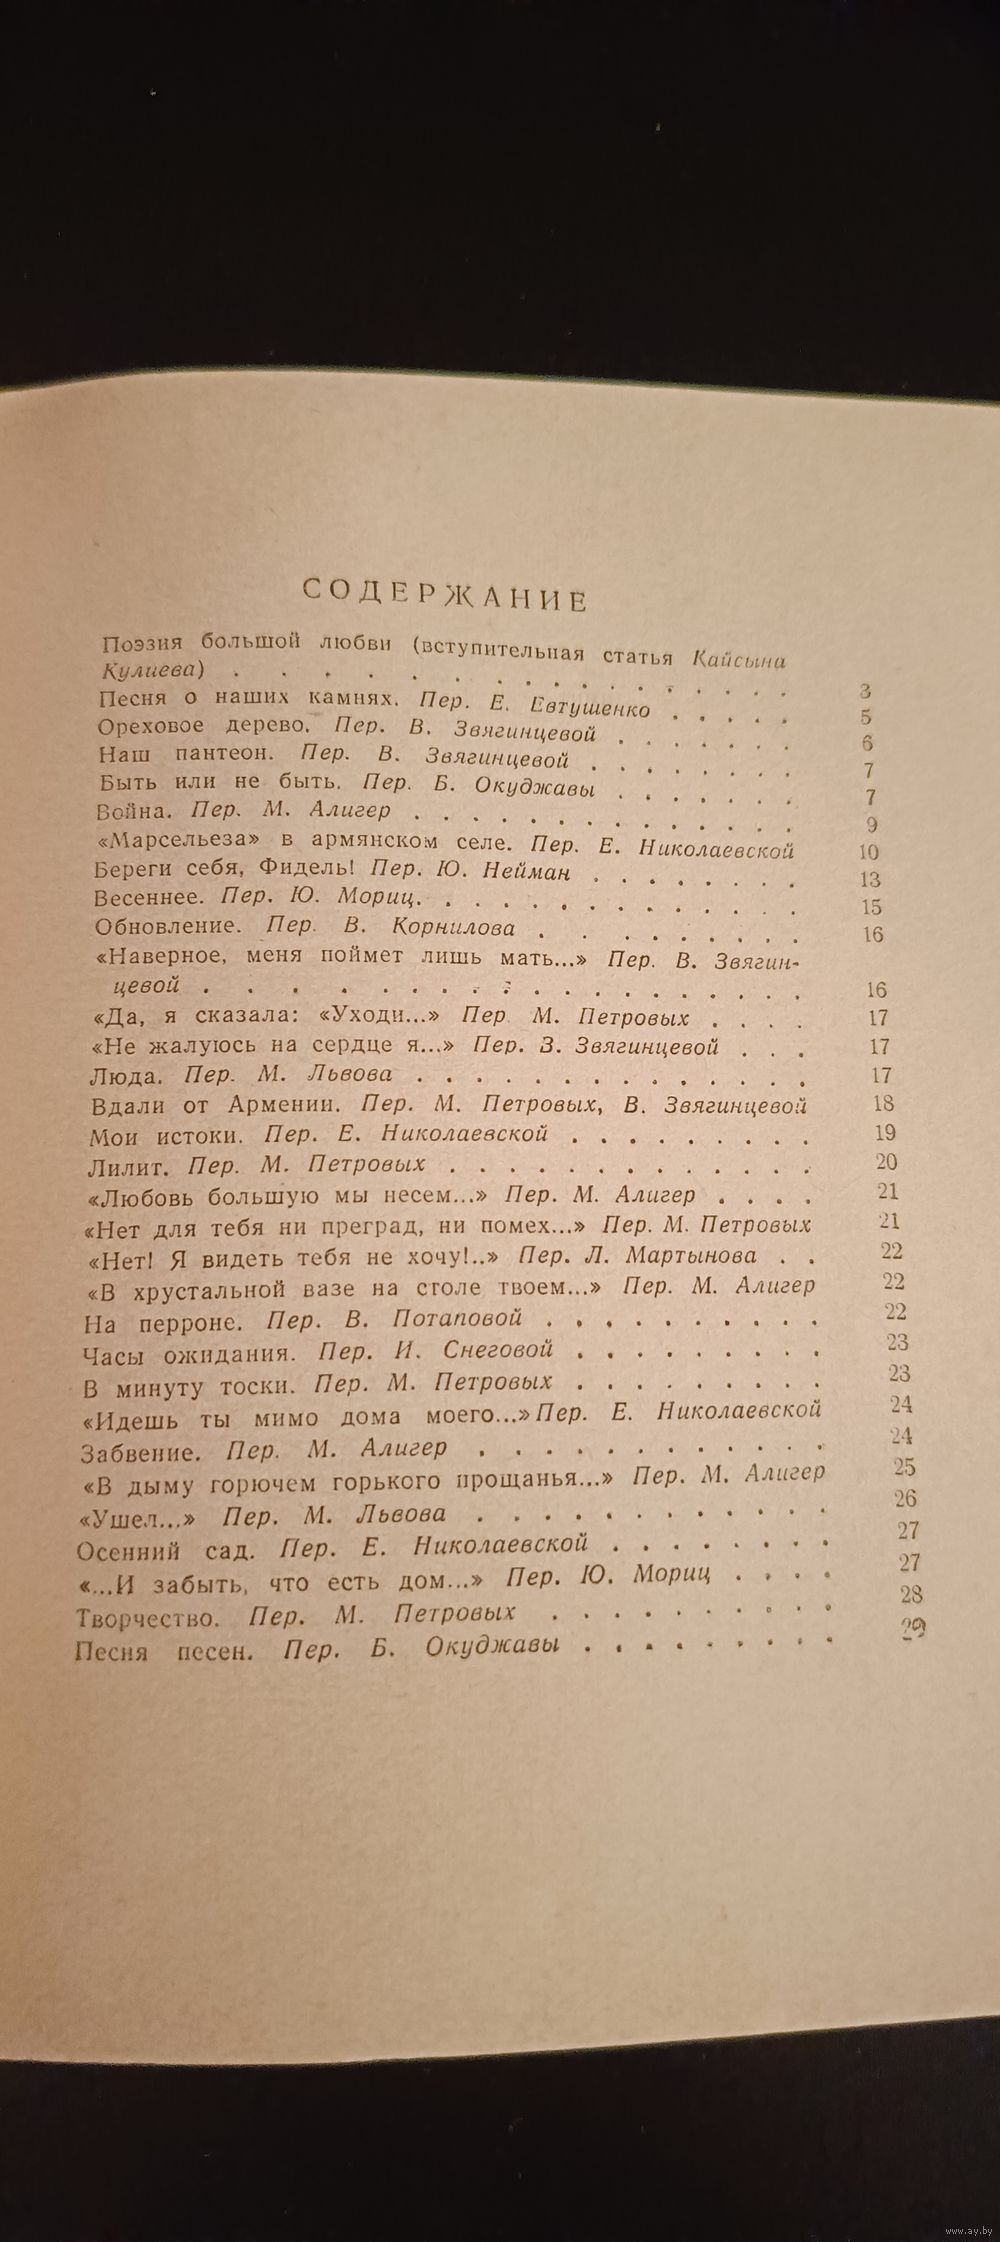 СОДЕРЖАНИЕ
Поэзия большой любви (вступительная статья Кайсына
Кулиева) . . . . . . . . . . . . . . . . 3
Песня о наших камнях. Пер. Е. Евтушенко . . . . . 5
Ореховое дерево. Пер. В. Звягинцевой . . . . . . . 6
Наш пантеон. Пер. В. Звягинцевой . . . . . . . . 7
Быть или не быть. Пер. Б. Окуджавы . . . . . . . 7
Война. Пер. М. Алигер . . . . . . . . . . . . . 9
«Марсельеза» в армянском селе. Пер. Е. Николаевской 10
Береги себя, Фидель! Пер. Ю. Нейман . . . . . . . . 13
Весеннее. Пер. Ю. Мориц. . . . . . . . . . . . . 15
Обновление. Пер. В. Корнилова . . . . . . . . . 16
«Наверное, меня поймет лишь мать...» Пер. В. Звягин-
цевой . . . . . . . . . . . . . . . . . . . 16
«Да, я сказала: «Уходи...» Пер. М. Петровых . . . . 17
«Не жалуюсь на сердце я...» Пер. З. Звягинцевой . . . 17
Люда. Пер. М. Львова . . . . . . . . . . . . . . 17
Вдали от Армении. Пер. М. Петровых, В. Звягинцевой 18
Мои истоки. Пер. Е. Николаевской . . . . . . . . . 19
Лилит. Пер. М. Петровых . . . . . . . . . . . . . 20
«Любовь большую мы несем...» Пер. М. Алигер . . . . 21
«Нет для тебя ни преград, ни помех...» Пер. М. Петровых 21
«Нет! Я видеть тебя не хочу!..» Пер. Л. Мартынова . . 22
«В хрустальной вазе на столе твоем...» Пер. М. Алигер 22
На перроне. Пер. В. Потаповой . . . . . . . . . . 22
Часы ожидания. Пер. И. Снеговой . . . . . . . . . 23
В минуту тоски. Пер. М. Петровых . . . . . . . . . 23
«Идешь ты мимо дома моего...» Пер. Е. Николаевской 24
Забвение. Пер. М. Алигер . . . . . . . . . . . . 24
«В дыму горючем горького прощанья...» Пер. М. Алигер 25
«Ушел...» Пер. М. Львова . . . . . . . . . . . . . 26
Осенний сад. Пер. Е. Николаевской . . . . . . . . 27
«...И забыть, что есть дом...» Пер. Ю. Мориц . . . . 27
Творчество. Пер. М. Петровых . . . . . . . . . . 28
Песня песен. Пер. Б. Окуджавы . . . . . . . . . 29
www.ay.by